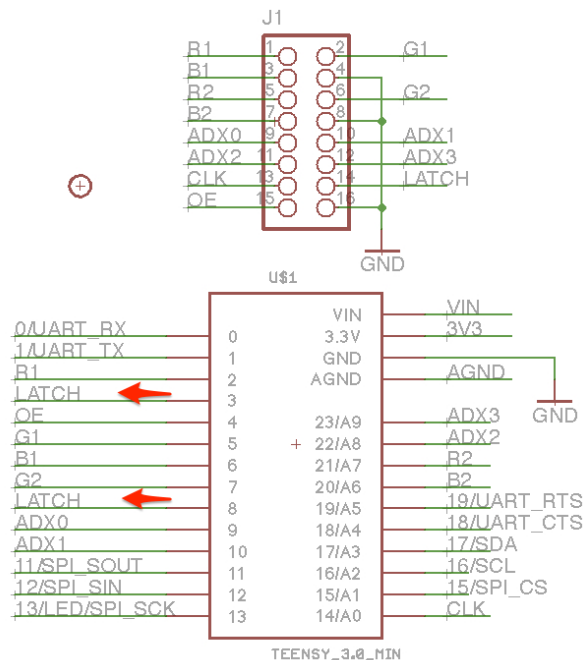 J1
R1 1 2 G1
B1 3 4
R2 5 6 G2
B2 7 8
ADX0 9 10 ADX1
ADX2 11 12 ADX3
CLK 13 14 LATCH
OE 15 16
GND
U$1
VIN VIN
0/UART_RX 0 3.3V 3V3
1/UART_TX 1 GND
R1 2 AGND AGND
LATCH 3
GND
OE 4 23/A9 ADX3
G1 5 22/A8 ADX2
B1 6 21/A7 R2
G2 7 20/A6 B2
LATCH 8 19/A5 19/UART_RTS
ADX0 9 18/A4 18/UART_CTS
ADX1 10 17/A3 17/SDA
11/SPI_SOUT 11 16/A2 16/SCL
12/SPI_SIN 12 15/A1 15/SPI_CS
13/LED/SPI_SCK 13 14/A0 CLK
TEENSY_3.0_MIN